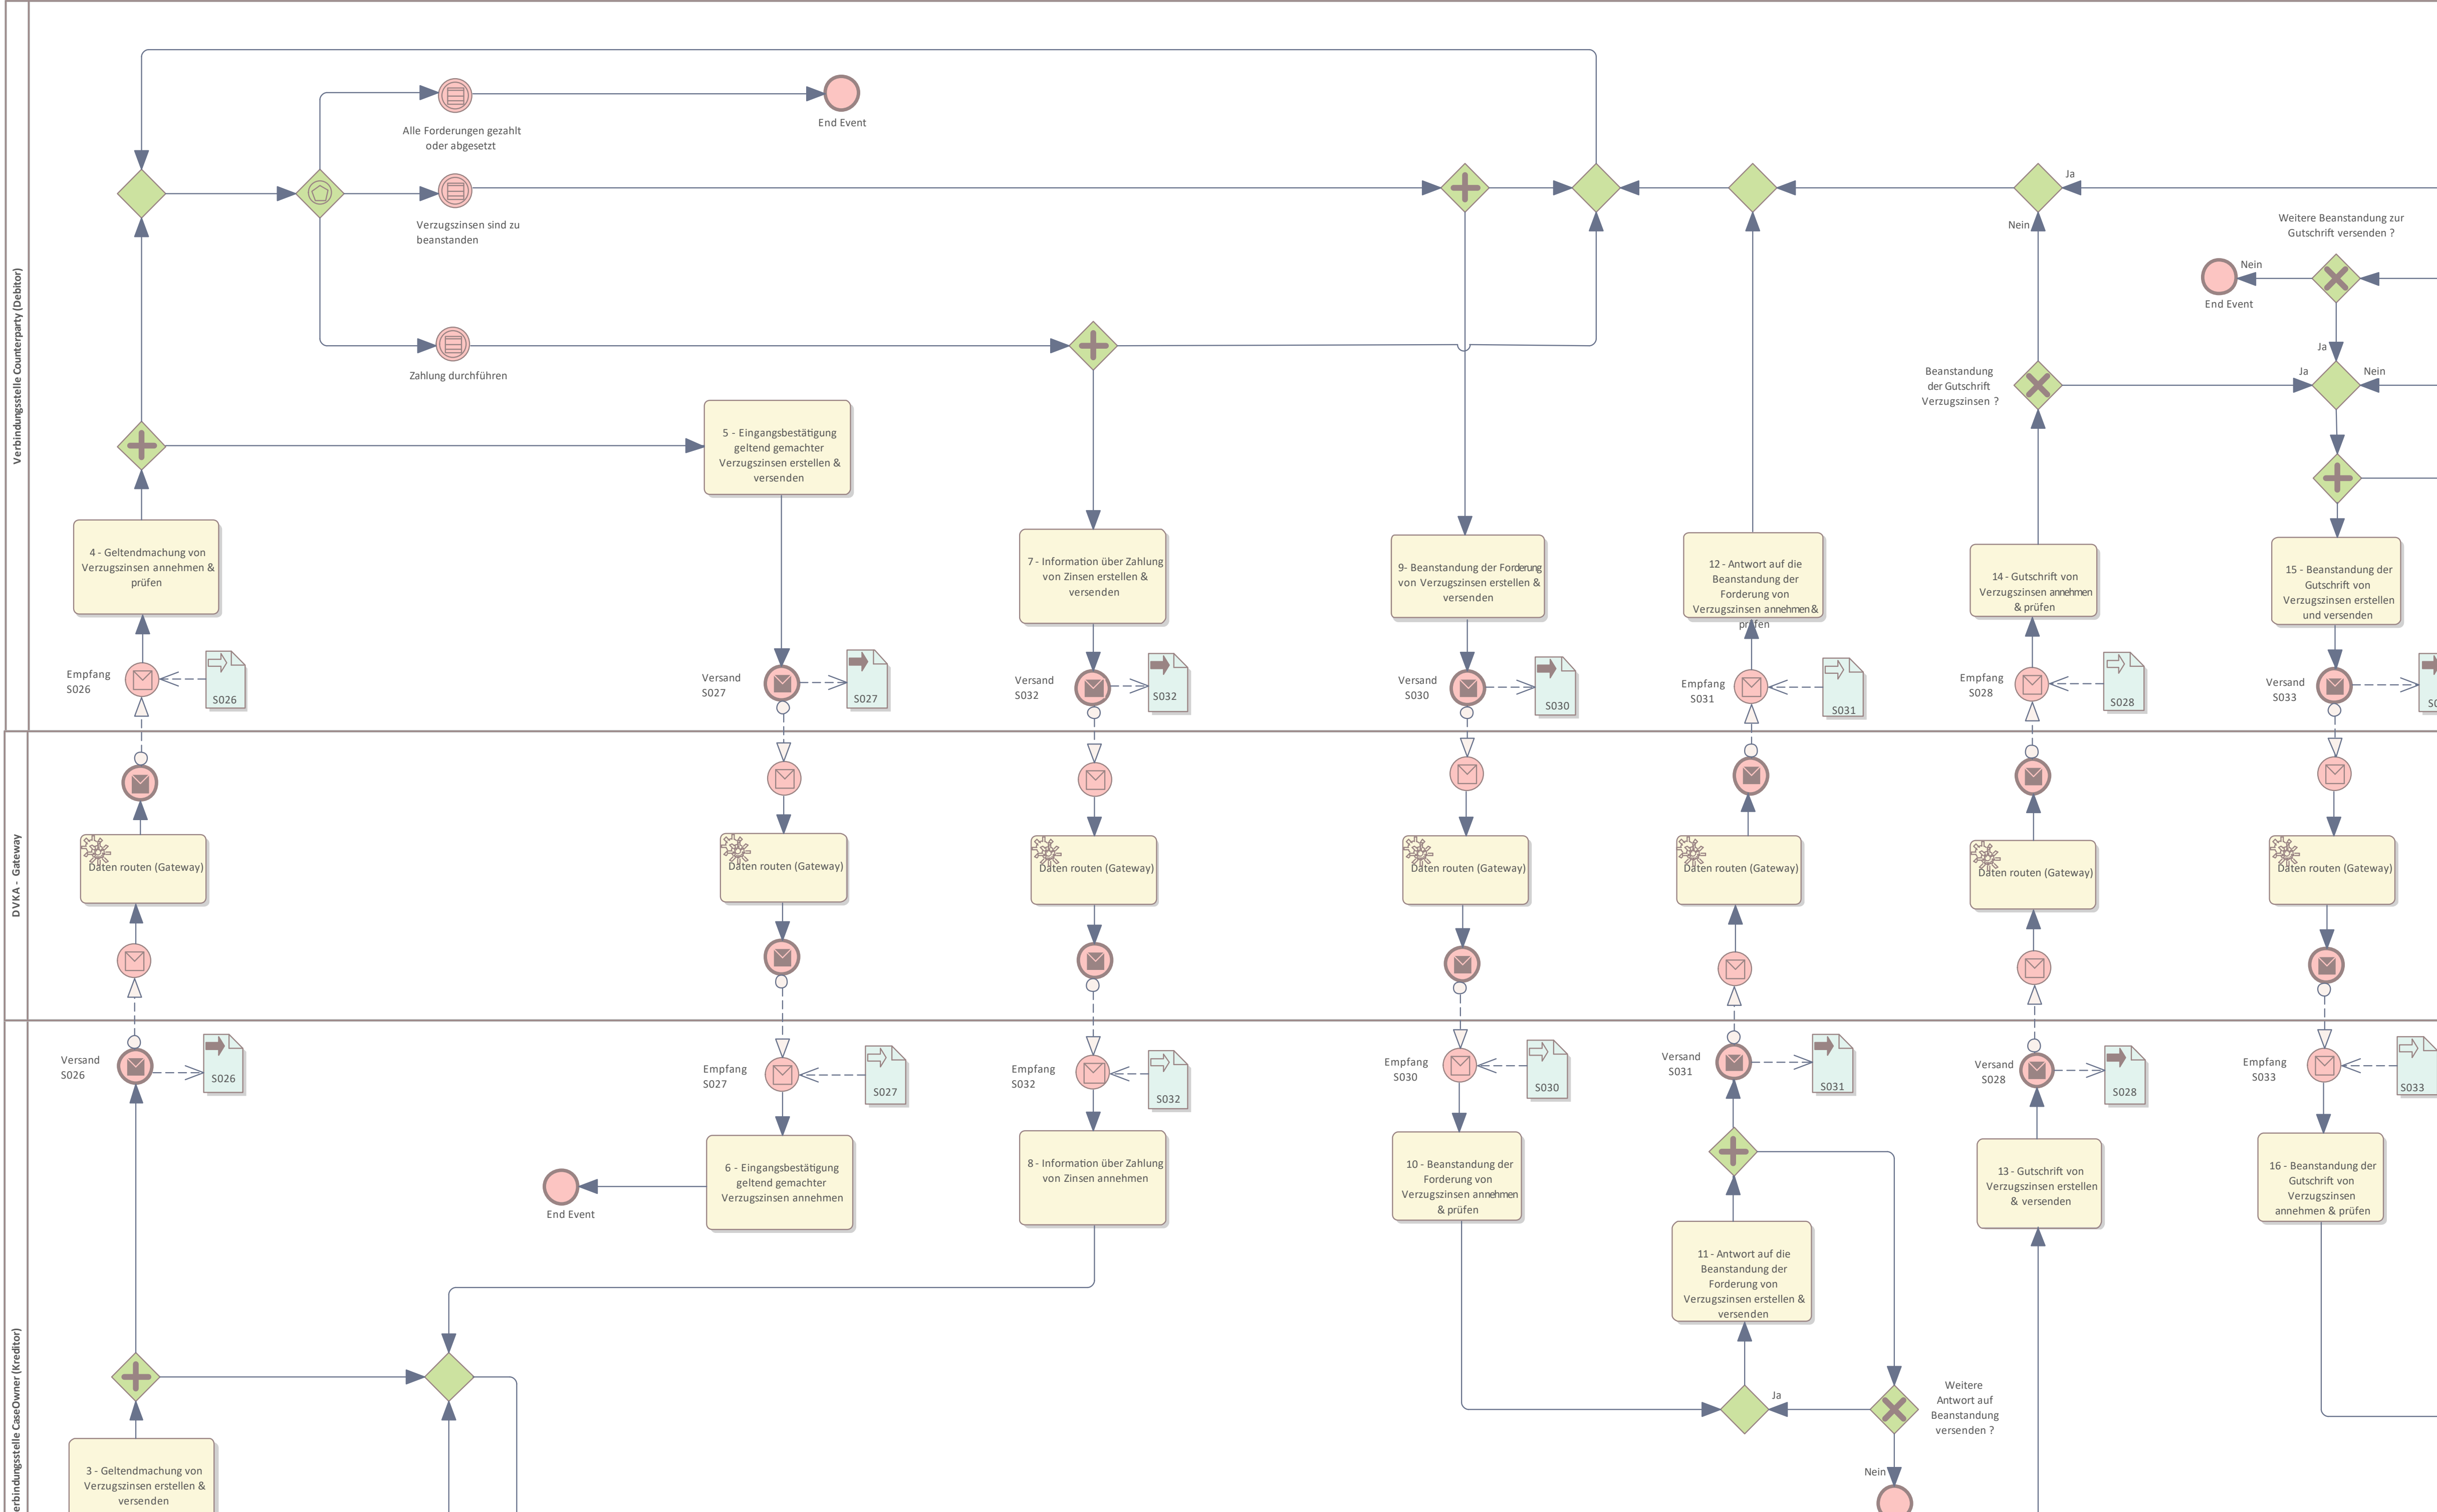 Verbindungsstelle Counterparty (Debitor)
Alle Forderungen gezahlt
oder abgesetzt
End Event
Verzugszinsen sind zu
beanstanden
Zahlung durchführen
Ja
Nein
Weitere Beanstandung zur
Gutschrift versenden ?
Nein
End Event
Ja
Beanstandung
der Gutschrift
Verzugszinsen ?
Ja
Nein
5 - Eingangsbestätigung
geltend gemachter
Verzugszinsen erstellen &
versenden
4 - Geltendmachung von
Verzugszinsen annehmen &
prüfen
7 - Information über Zahlung
von Zinsen erstellen &
versenden
9- Beanstandung der Forderung
von Verzugszinsen erstellen &
versenden
12 - Antwort auf die
Beanstandung der
Forderung von
Verzugszinsen annehmen &
prüfen
14 - Gutschrift von
Verzugszinsen annehmen
& prüfen
15 - Beanstandung der
Gutschrift von
Verzugszinsen erstellen
und versenden
Empfang
S026
S026
Versand
S027
S027
Versand
S032
S032
Versand
S030
S030
Empfang
S031
S031
Empfang
S028
S028
Versand
S033
DVKA - Gateway
Daten routen (Gateway)
Daten routen (Gateway)
Daten routen (Gateway)
Daten routen (Gateway)
Daten routen (Gateway)
Daten routen (Gateway)
Daten routen (Gateway)
erbindungsstelle CaseOwner (Kreditor)
Versand
S026
S026
Empfang
S027
S027
Empfang
S032
S032
Empfang
S030
S030
Versand
S031
S031
Versand
S028
S028
Empfang
S033
S033
6 - Eingangsbestätigung
geltend gemachter
Verzugszinsen annehmen
End Event
8 - Information über Zahlung
von Zinsen annehmen
10 - Beanstandung der
Forderung von
Verzugszinsen annehmen
& prüfen
13 - Gutschrift von
Verzugszinsen erstellen
& versenden
16 - Beanstandung der
Gutschrift von
Verzugszinsen
annehmen & prüfen
11 - Antwort auf die
Beanstandung der
Forderung von
Verzugszinsen erstellen &
versenden
Ja
Weitere
Antwort auf
Beanstandung
versenden ?
Nein
3 - Geltendmachung von
Verzugszinsen erstellen &
versenden